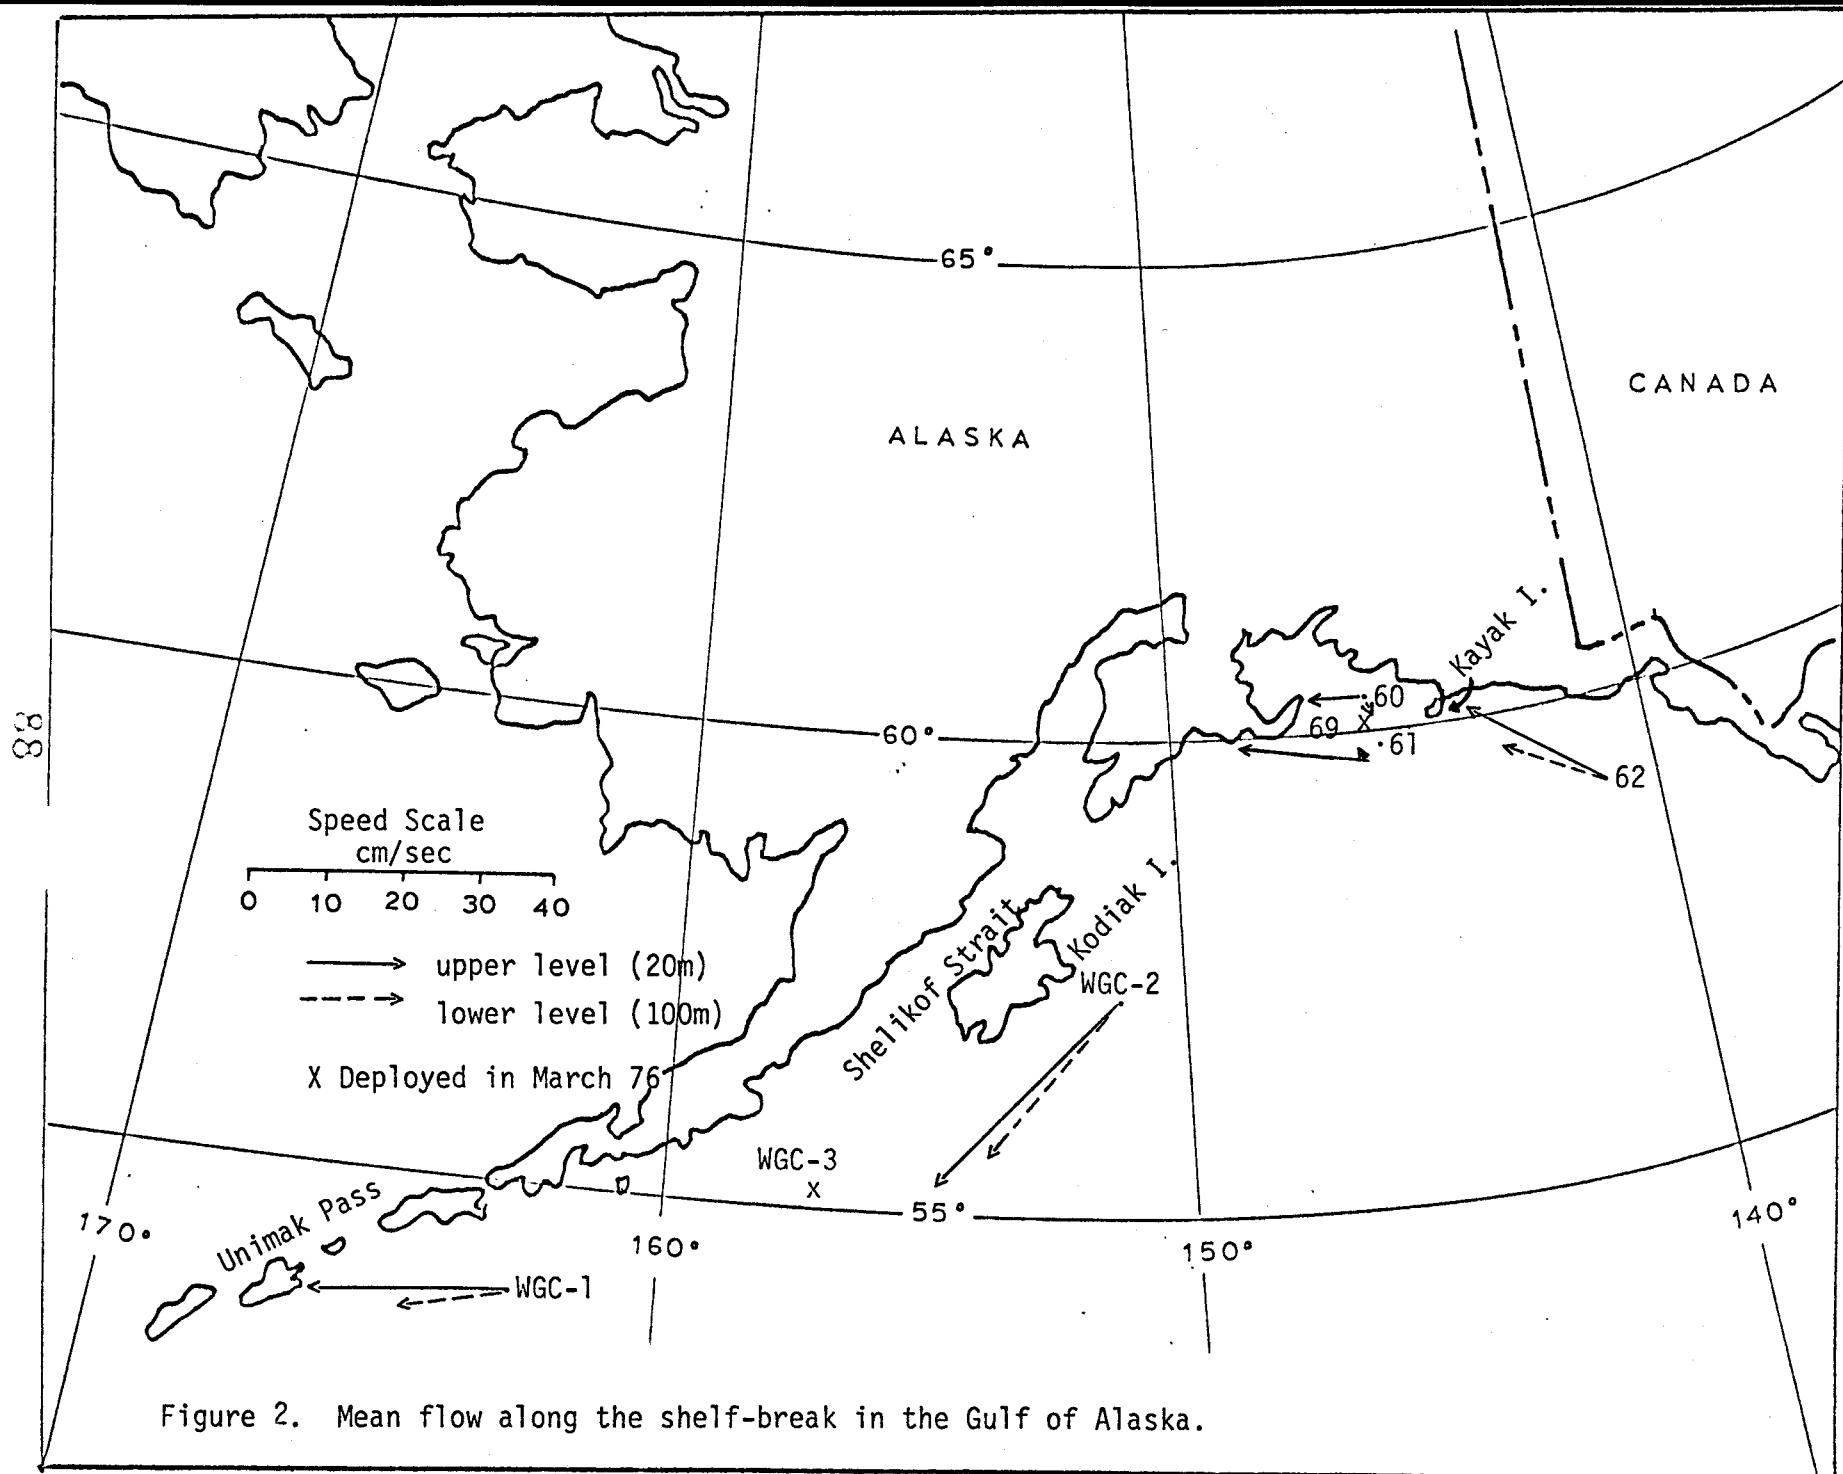 65°
CANADA
ALASKA
Kayak I.
60
69
61
62
60°
88
Speed Scale
cm/sec
0 10 20 30 40
upper level (20m)
lower level (100m)
X Deployed in March 76
Shelikof Strait
Kodiak I.
WGC-2
WGC-3
x
55°
Unimak Pass
170°
160°
150°
140°
WGC-1
Figure 2. Mean flow along the shelf-break in the Gulf of Alaska.